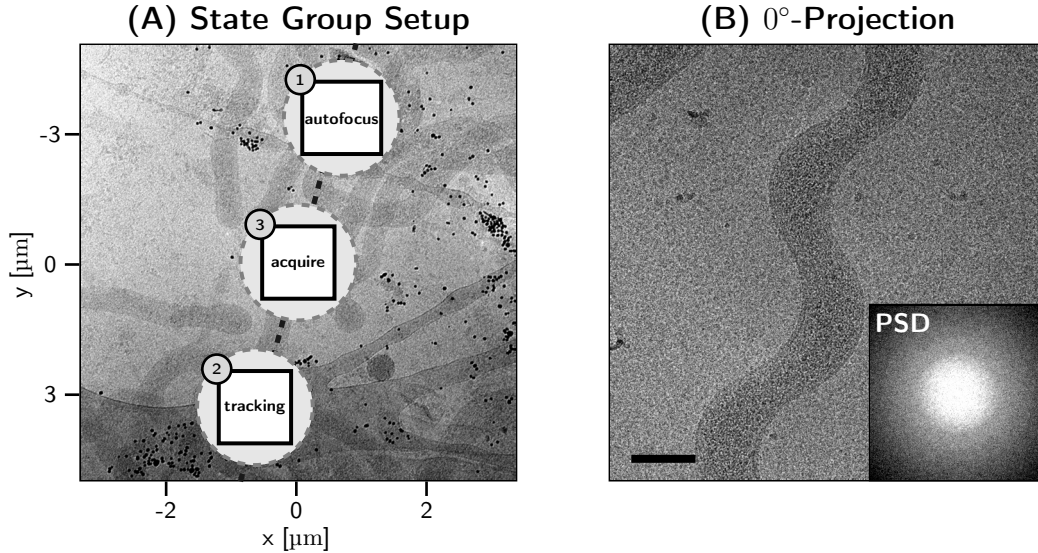 (A) State Group Setup
(B) 0°-Projection
1
autofocus
-3
3
acquire
0
y [µm]
PSD
2
tracking
3
-2
0
2
x [µm]